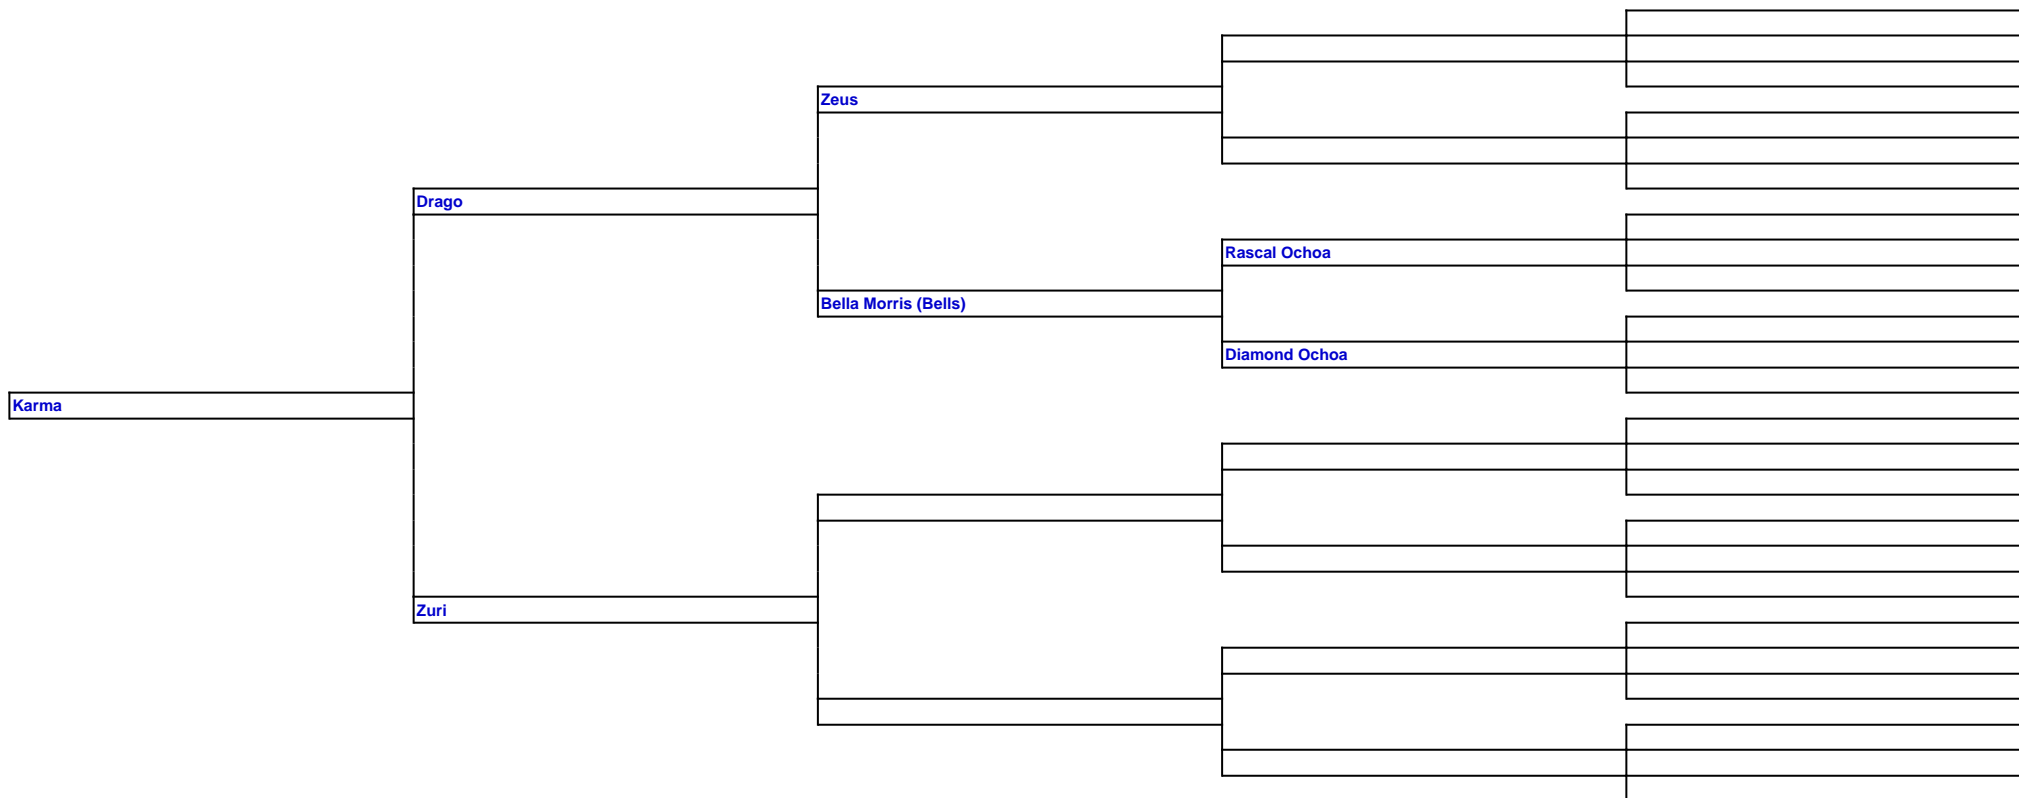 Zeus
Drago
Rascal Ochoa
Bella Morris (Bells)
Diamond Ochoa
Karma
Zuri